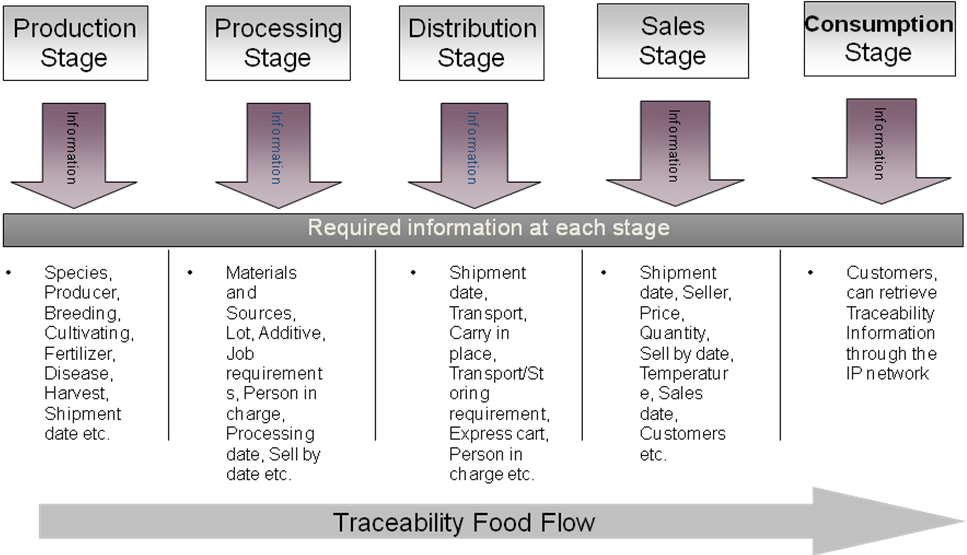 Production
Stage
Processing
Stage
Distribution
Stage
Sales
Stage
Consumption
Stage
Information
Information
Information
Information
Information
Required information at each stage
• Species,
Producer,
Breeding,
Cultivating,
Fertilizer,
Disease,
Harvest,
Shipment
date etc.
• Materials
and
Sources,
Lot, Additive,
Job
requirement
s, Person in
charge,
Processing
date, Sell by
date etc.
• Shipment
date,
Transport,
Carry in
place,
Transport/St
oring
requirement,
Express cart,
Person in
charge etc.
• Shipment
date, Seller,
Price,
Quantity,
Sell by date,
Temperatur
e, Sales
date,
Customers
etc.
• Customers,
can retrieve
Traceability
Information
through the
IP network
Traceability Food Flow